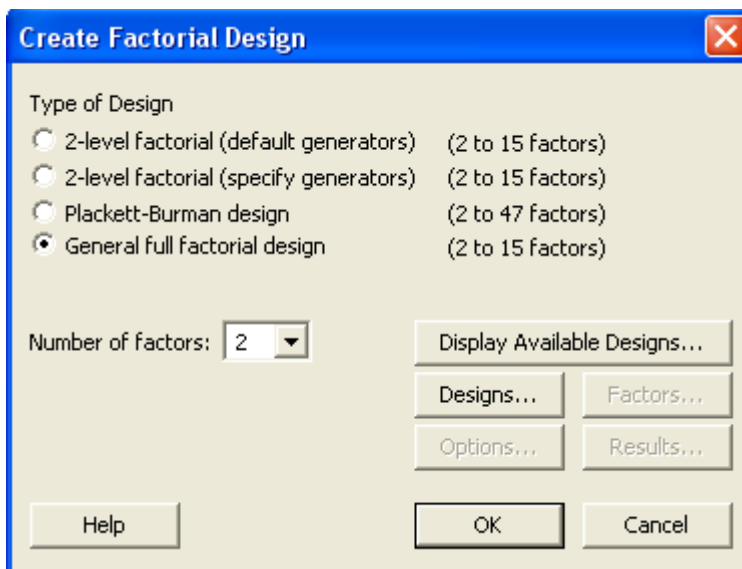 Create Factorial Design
Type of Design
2-level factorial (default generators) (2 to 15 factors)
2-level factorial (specify generators) (2 to 15 factors)
Plackett-Burman design (2 to 47 factors)
General full factorial design (2 to 15 factors)
Number of factors: 2 Display Available Designs...
Designs... Factors...
Options... Results...
Help OK Cancel